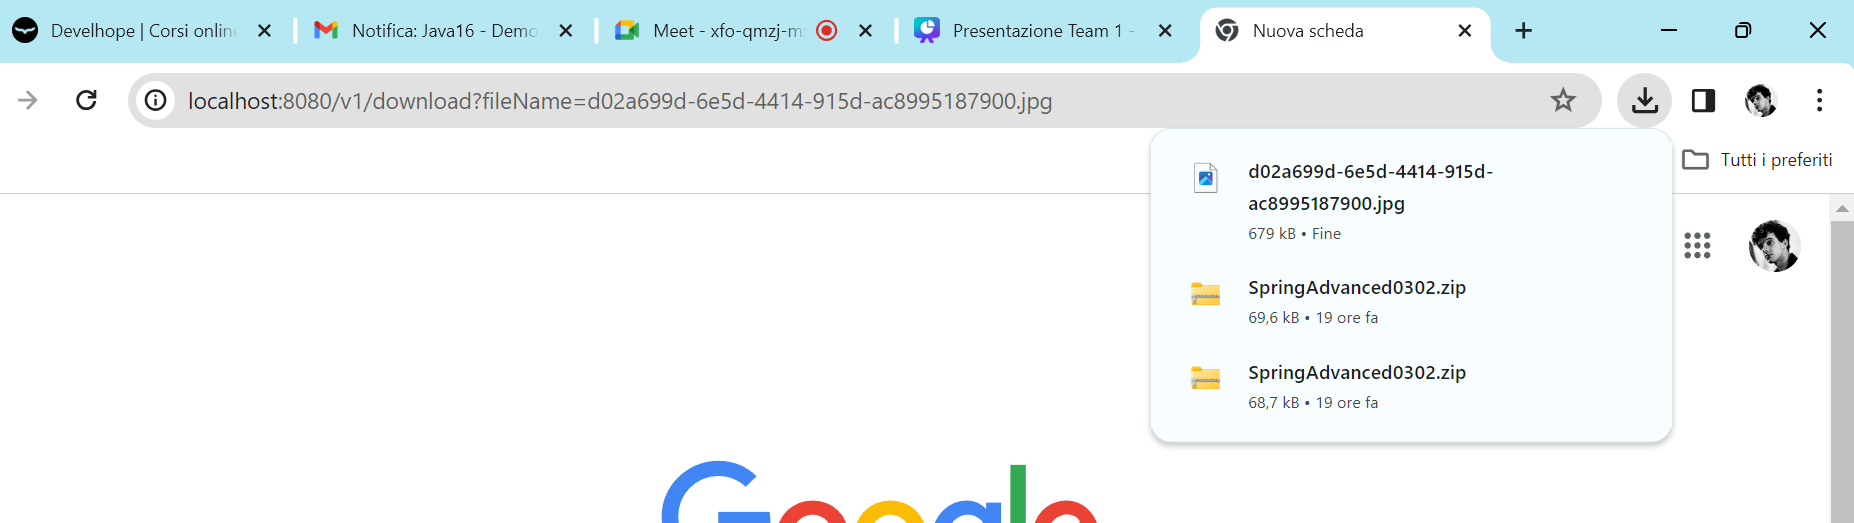 Develhope | Corsi online
Notifica: Java16 - Demo
Meet - xfo-qmzj-m
Presentazione Team 1 -
Nuova scheda
localhost:8080/v1/download?fileName=d02a699d-6e5d-4414-915d-ac8995187900.jpg
Tutti i preferiti
d02a699d-6e5d-4414-915d-
ac8995187900.jpg
679 kB • Fine
SpringAdvanced0302.zip
69,6 kB • 19 ore fa
SpringAdvanced0302.zip
68,7 kB • 19 ore fa
Google